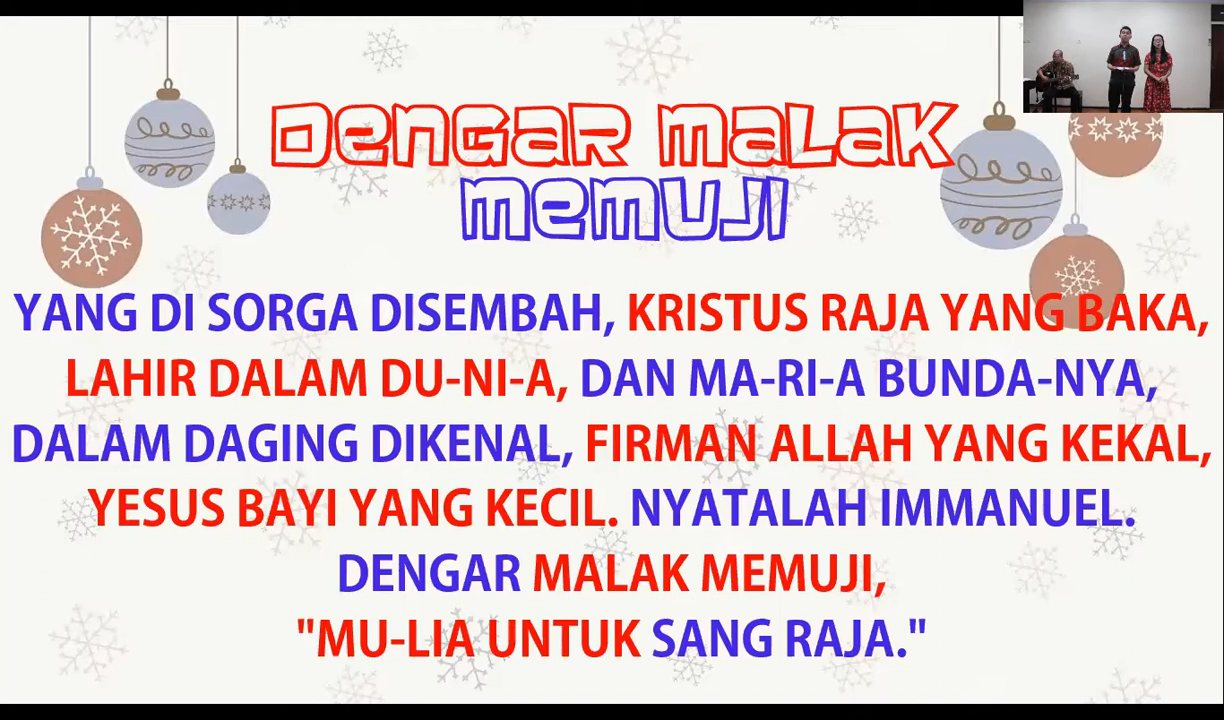 DENGAR MALAK
MEMUJI
YANG DI SORGA DISEMBAH, KRISTUS RAJA YANG BAKA,
LAHIR DALAM DU-NI-A, DAN MA-RI-A BUNDA-NYA,
DALAM DAGING DIKENAL, FIRMAN ALLAH YANG KEKAL,
YESUS BAYI YANG KECIL. NYATALAH IMMANUEL.
DENGAR MALAK MEMUJI,
"MU-LIA UNTUK SANG RAJA."